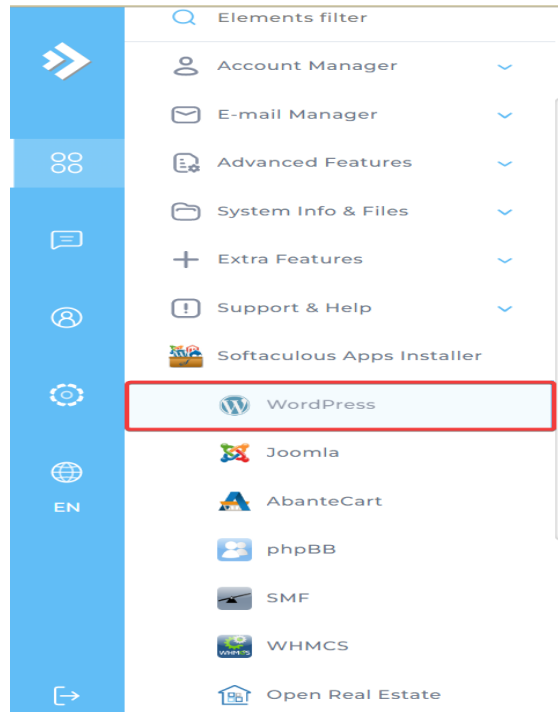 Elements filter
Account Manager
E-mail Manager
Advanced Features
System Info & Files
Extra Features
Support & Help
Softaculous Apps Installer
WordPress
Joomla
AbanteCart
phpBB
SMF
WHMCS
Open Real Estate
EN